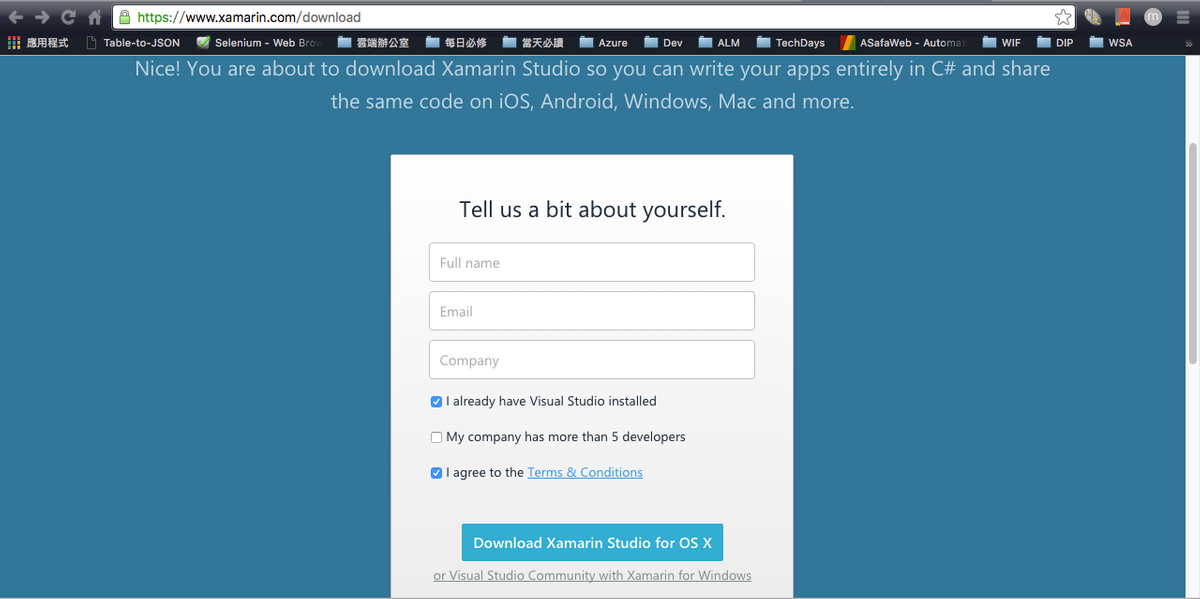 https://www.xamarin.com/download
m
應用程式 Table-to-JSON Selenium - Web Brow 雲端辦公室 每日必修 當天必讀 Azure Dev ALM TechDays ASafaWeb - Automat WIF DIP WSA »
Nice! You are about to download Xamarin Studio so you can write your apps entirely in C# and share
the same code on iOS, Android, Windows, Mac and more.
Tell us a bit about yourself.
Full name
Email
Company
I already have Visual Studio installed
My company has more than 5 developers
I agree to the Terms & Conditions
Download Xamarin Studio for OS X
or Visual Studio Community with Xamarin for Windows